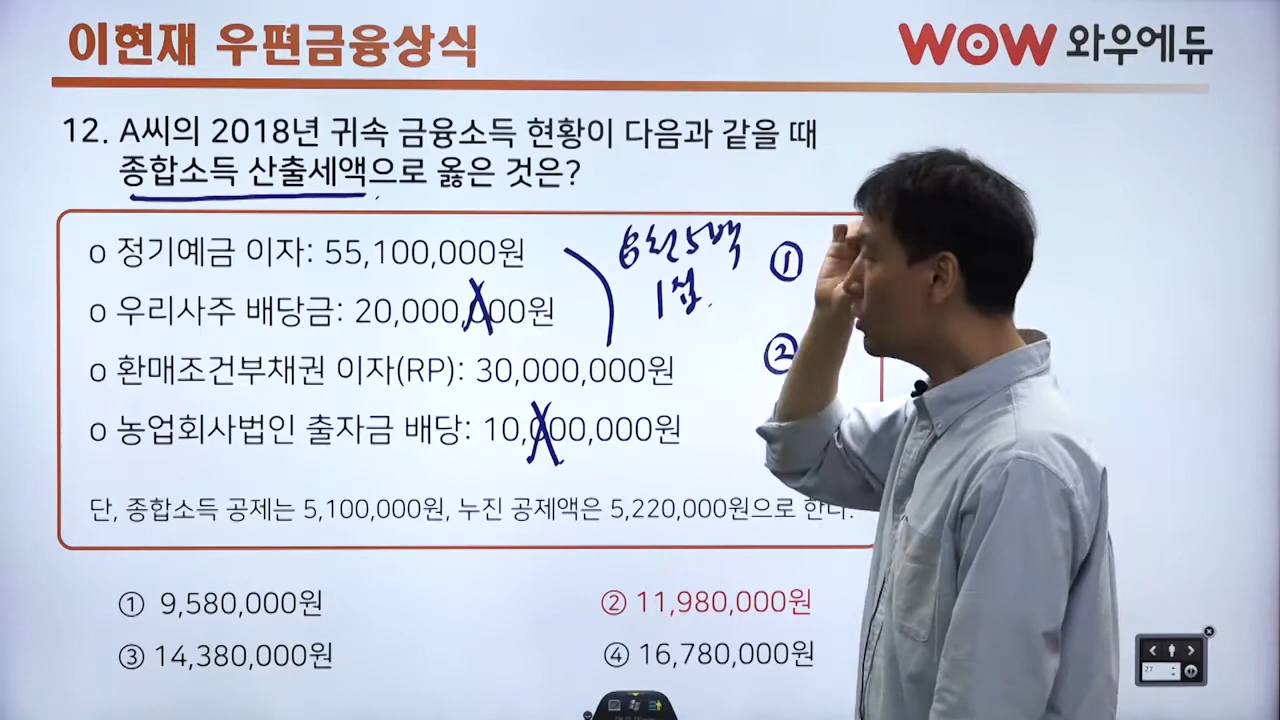 이현재 우편금융상식
WOW 와우에듀
12. A씨의 2018년 귀속 금융소득 현황이 다음과 같을 때
종합소득 산출세액으로 옳은 것은?
o 정기예금 이자: 55,100,000원
o 우리사주 배당금: 20,000,000원
o 환매조건부채권 이자(RP): 30,000,000원
o 농업회사법인 출자금 배당: 10,000,000원
단, 종합소득 공제는 5,100,000원, 누진 공제액은 5,220,000원으로 한다.
8천5백
1십
①
②
① 9,580,000원
② 11,980,000원
③ 14,380,000원
④ 16,780,000원
27